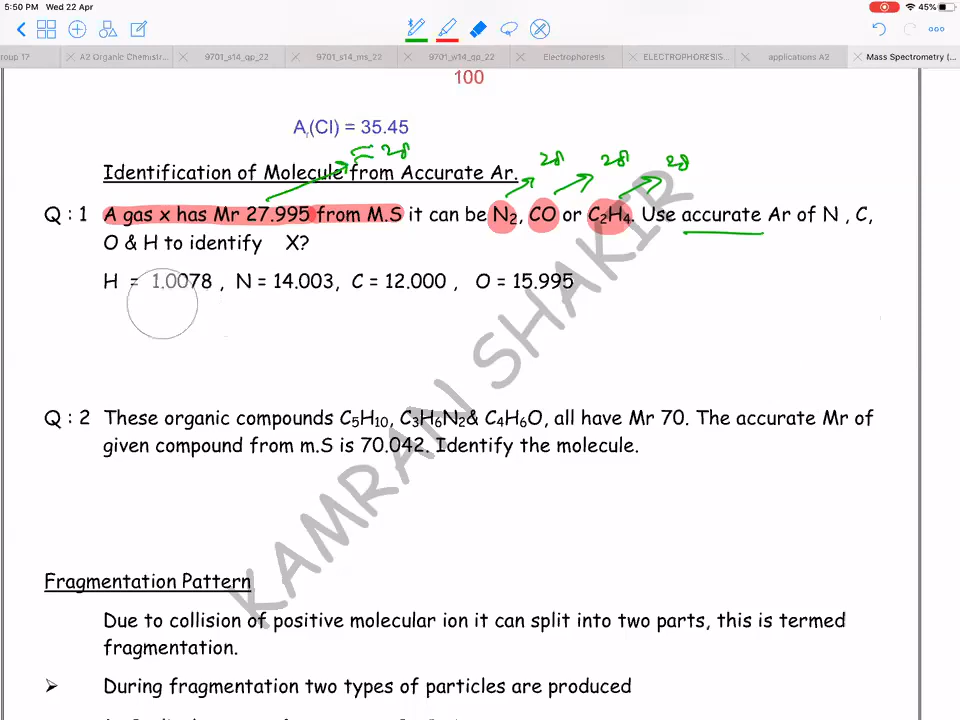 5:50 PM Wed 22 Apr
45%
roup 17
A2 Organic Chemistr...
9701_s14_qp_22
9701_s14_ms_22
9701_w14_qp_22
Electrophoresis
ELECTROPHORESIS...
applications A2
Mass Spectrometry (...
100
Ar(Cl) = 35.45
= 28 28 28 28
Identification of Molecule from Accurate Ar.
Q : 1 A gas x has Mr 27.995 from M.S it can be N2, CO or C2H4. Use accurate Ar of N , C,
O & H to identify X?
H = 1.0078 , N = 14.003, C = 12.000 , O = 15.995
Q : 2 These organic compounds C5H10, C3H6N2& C4H6O, all have Mr 70. The accurate Mr of
given compound from m.S is 70.042. Identify the molecule.
KAMRAN SHAKIR
Fragmentation Pattern
Due to collision of positive molecular ion it can split into two parts, this is termed
fragmentation.
During fragmentation two types of particles are produced